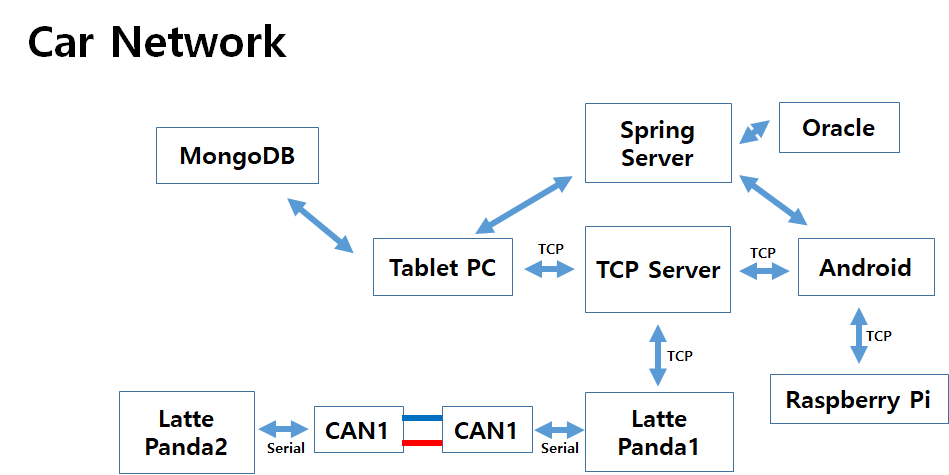 Car Network
Spring
Server
Oracle
MongoDB
Tablet PC
TCP
TCP Server
TCP
Android
TCP
TCP
Raspberry Pi
Latte
Panda2
Serial
CAN1
CAN1
Serial
Latte
Panda1